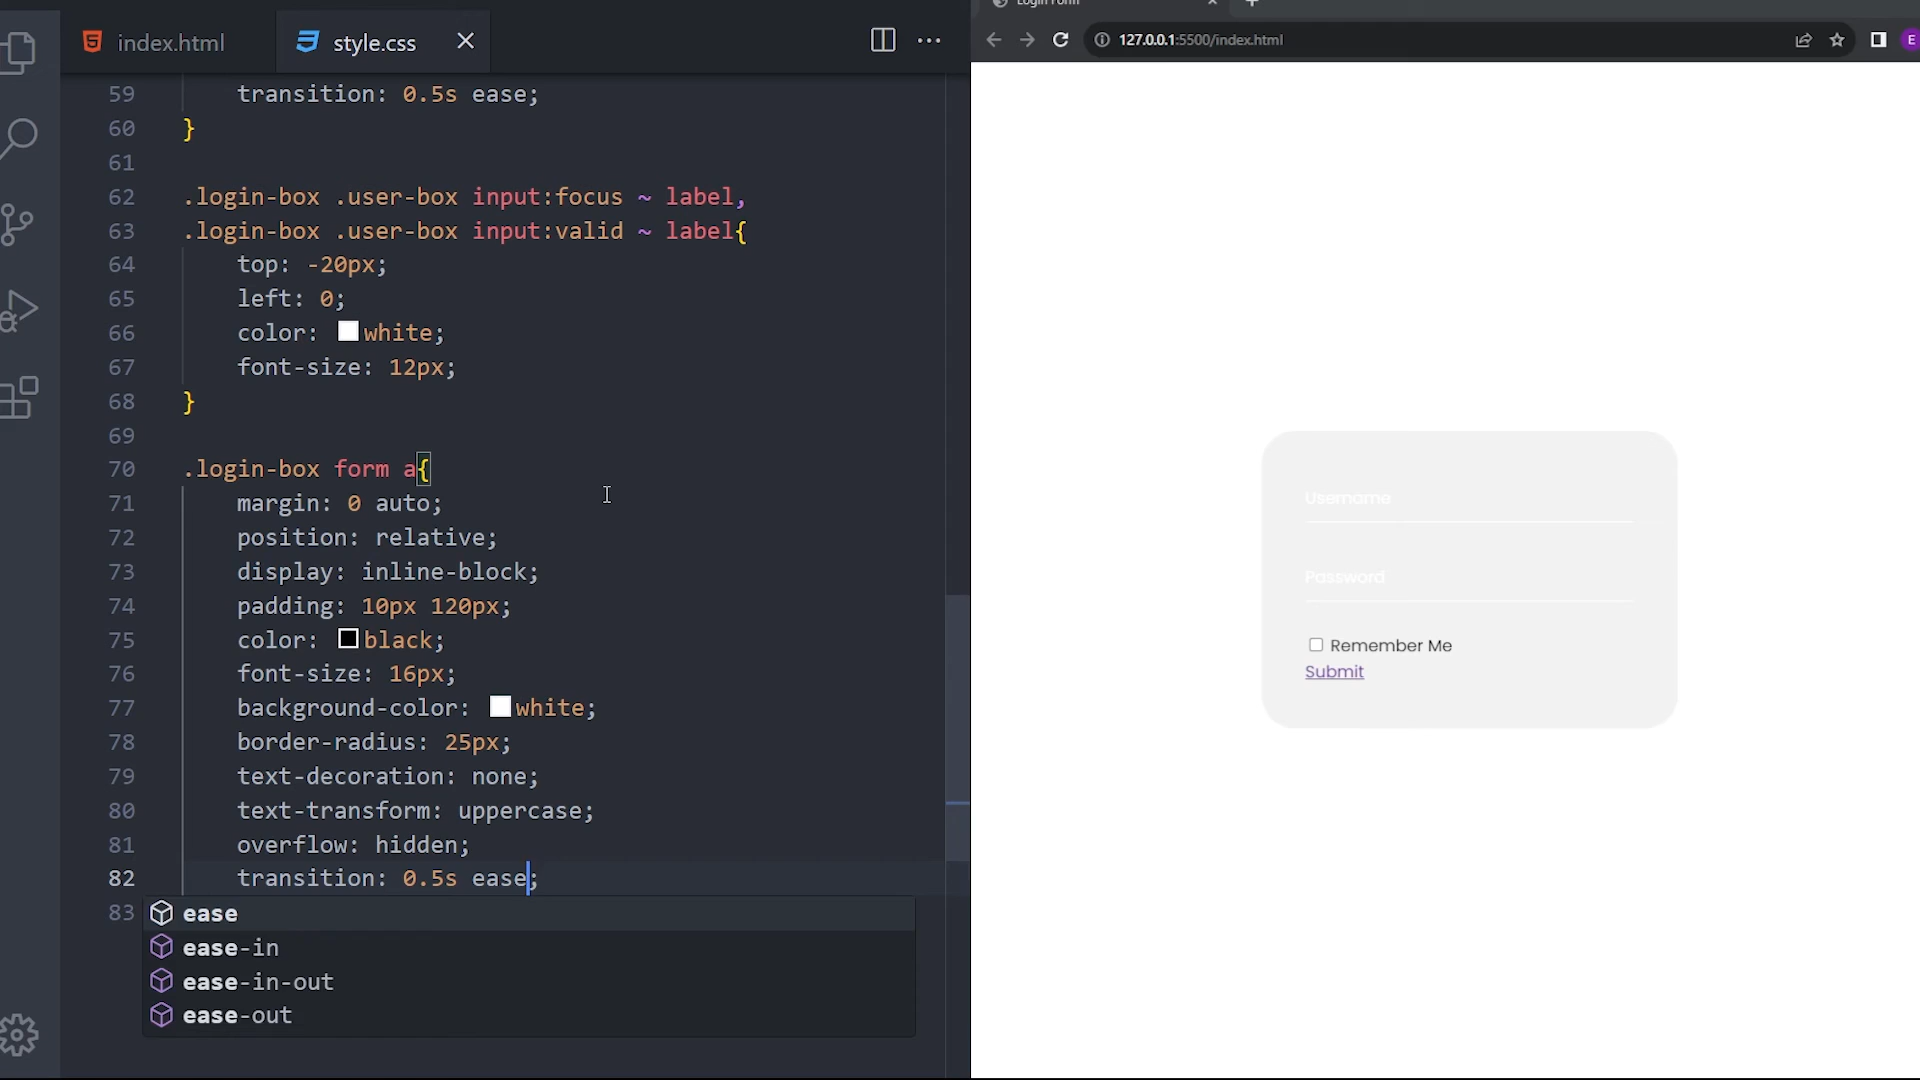 index.html
style.css
59 transition: 0.5s ease;
60 }
61
62 .login-box .user-box input:focus ~ label,
63 .login-box .user-box input:valid ~ label{
64 top: -20px;
65 left: 0;
66 color: white;
67 font-size: 12px;
68 }
69
70 .login-box form a{
71 margin: 0 auto;
72 position: relative;
73 display: inline-block;
74 padding: 10px 120px;
75 color: black;
76 font-size: 16px;
77 background-color: white;
78 border-radius: 25px;
79 text-decoration: none;
80 text-transform: uppercase;
81 overflow: hidden;
82 transition: 0.5s ease;
83
ease
ease-in
ease-in-out
ease-out
Login Form
127.0.0.1:5500/index.html
E
Username
Password
Remember Me
Submit